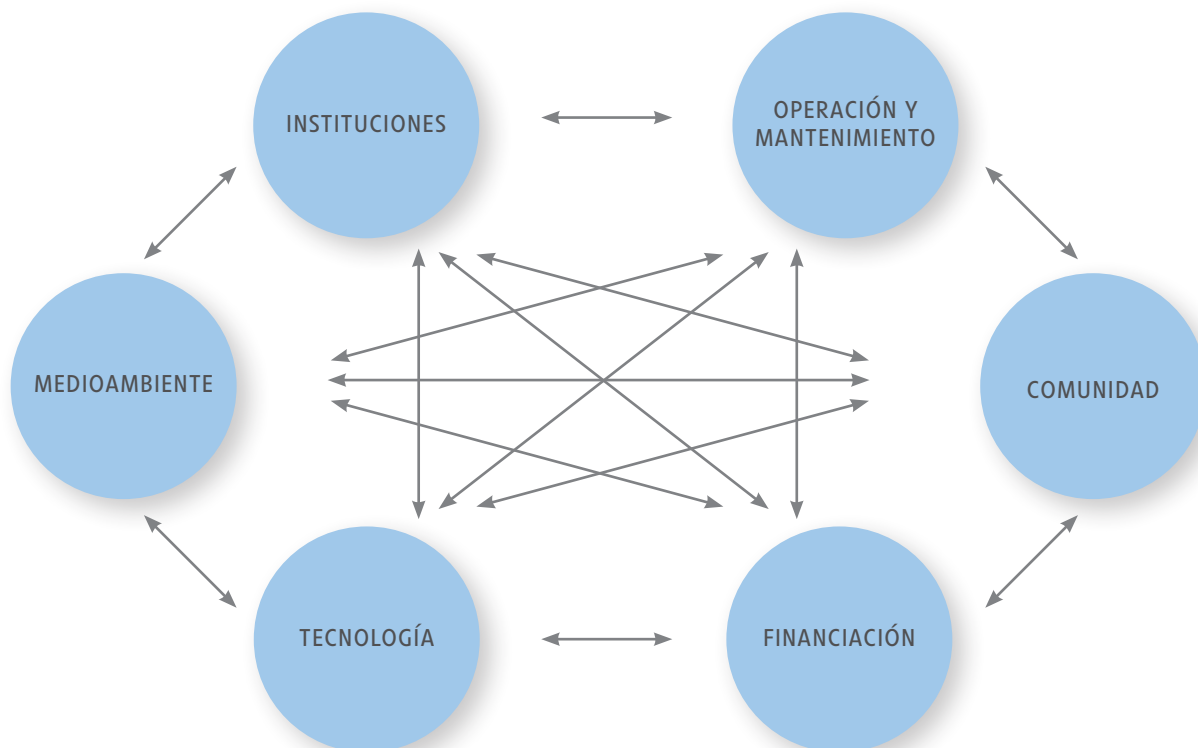 INSTITUCIONES
OPERACIÓN Y
MANTENIMIENTO
MEDIOAMBIENTE
COMUNIDAD
TECNOLOGÍA
FINANCIACIÓN